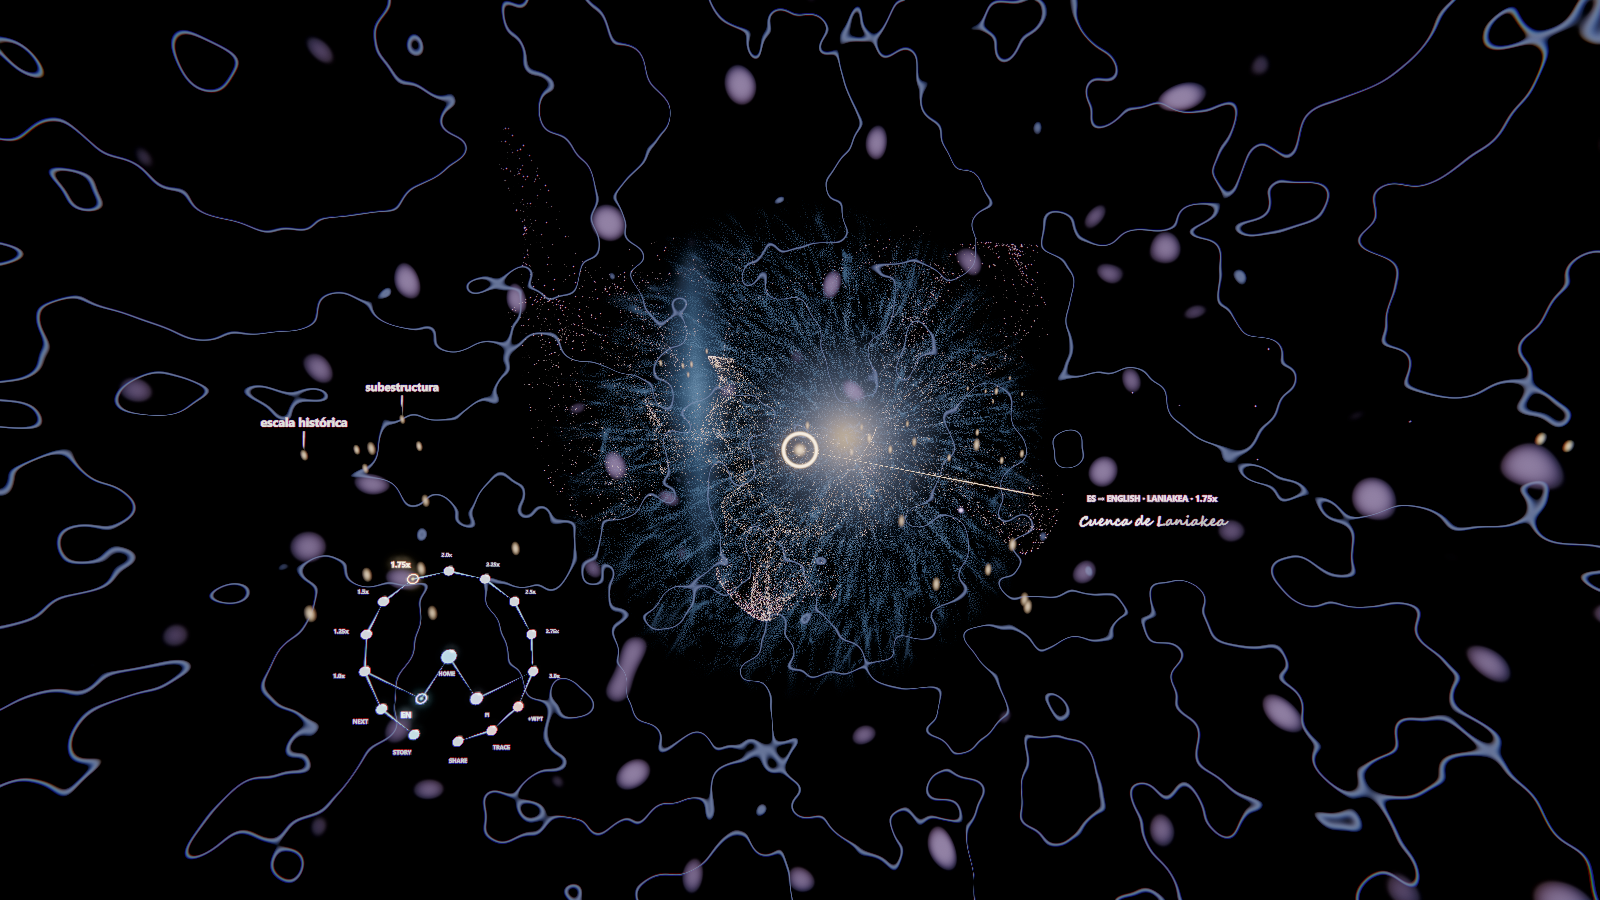 subestructura
escala histórica
ES ↔ ENGLISH · LANIAKEA · 1.75x
Cuenca de Laniakea
2.0x
1.75x
2.25x
1.5x
2.5x
1.25x
2.75x
HOME
1.0x
3.0x
EN
FI
NEXT
+WPT
STORY
TRACE
SHARE